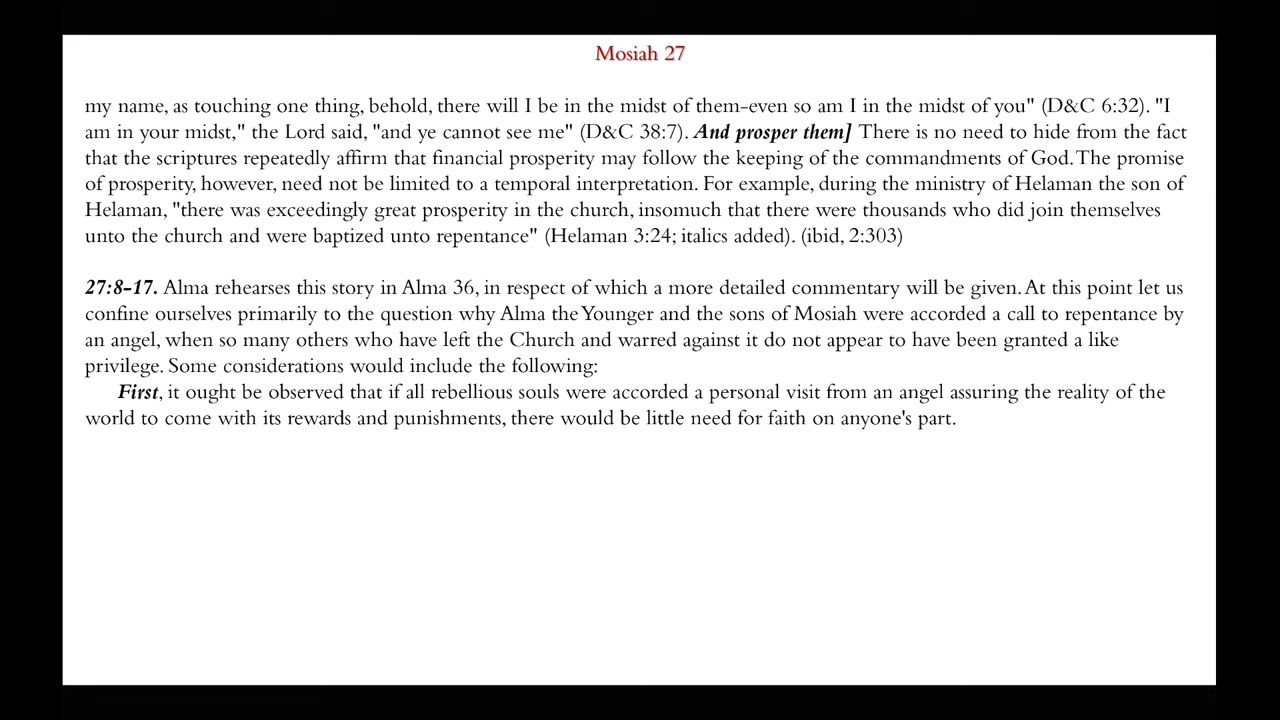 Mosiah 27
my name, as touching one thing, behold, there will I be in the midst of them-even so am I in the midst of you" (D&C 6:32). "I
am in your midst," the Lord said, "and ye cannot see me" (D&C 38:7). And prosper them] There is no need to hide from the fact
that the scriptures repeatedly affirm that financial prosperity may follow the keeping of the commandments of God. The promise
of prosperity, however, need not be limited to a temporal interpretation. For example, during the ministry of Helaman the son of
Helaman, "there was exceedingly great prosperity in the church, insomuch that there were thousands who did join themselves
unto the church and were baptized unto repentance" (Helaman 3:24; italics added). (ibid, 2:303)
27:8-17. Alma rehearses this story in Alma 36, in respect of which a more detailed commentary will be given. At this point let us
confine ourselves primarily to the question why Alma the Younger and the sons of Mosiah were accorded a call to repentance by
an angel, when so many others who have left the Church and warred against it do not appear to have been granted a like
privilege. Some considerations would include the following:
First, it ought be observed that if all rebellious souls were accorded a personal visit from an angel assuring the reality of the
world to come with its rewards and punishments, there would be little need for faith on anyone's part.